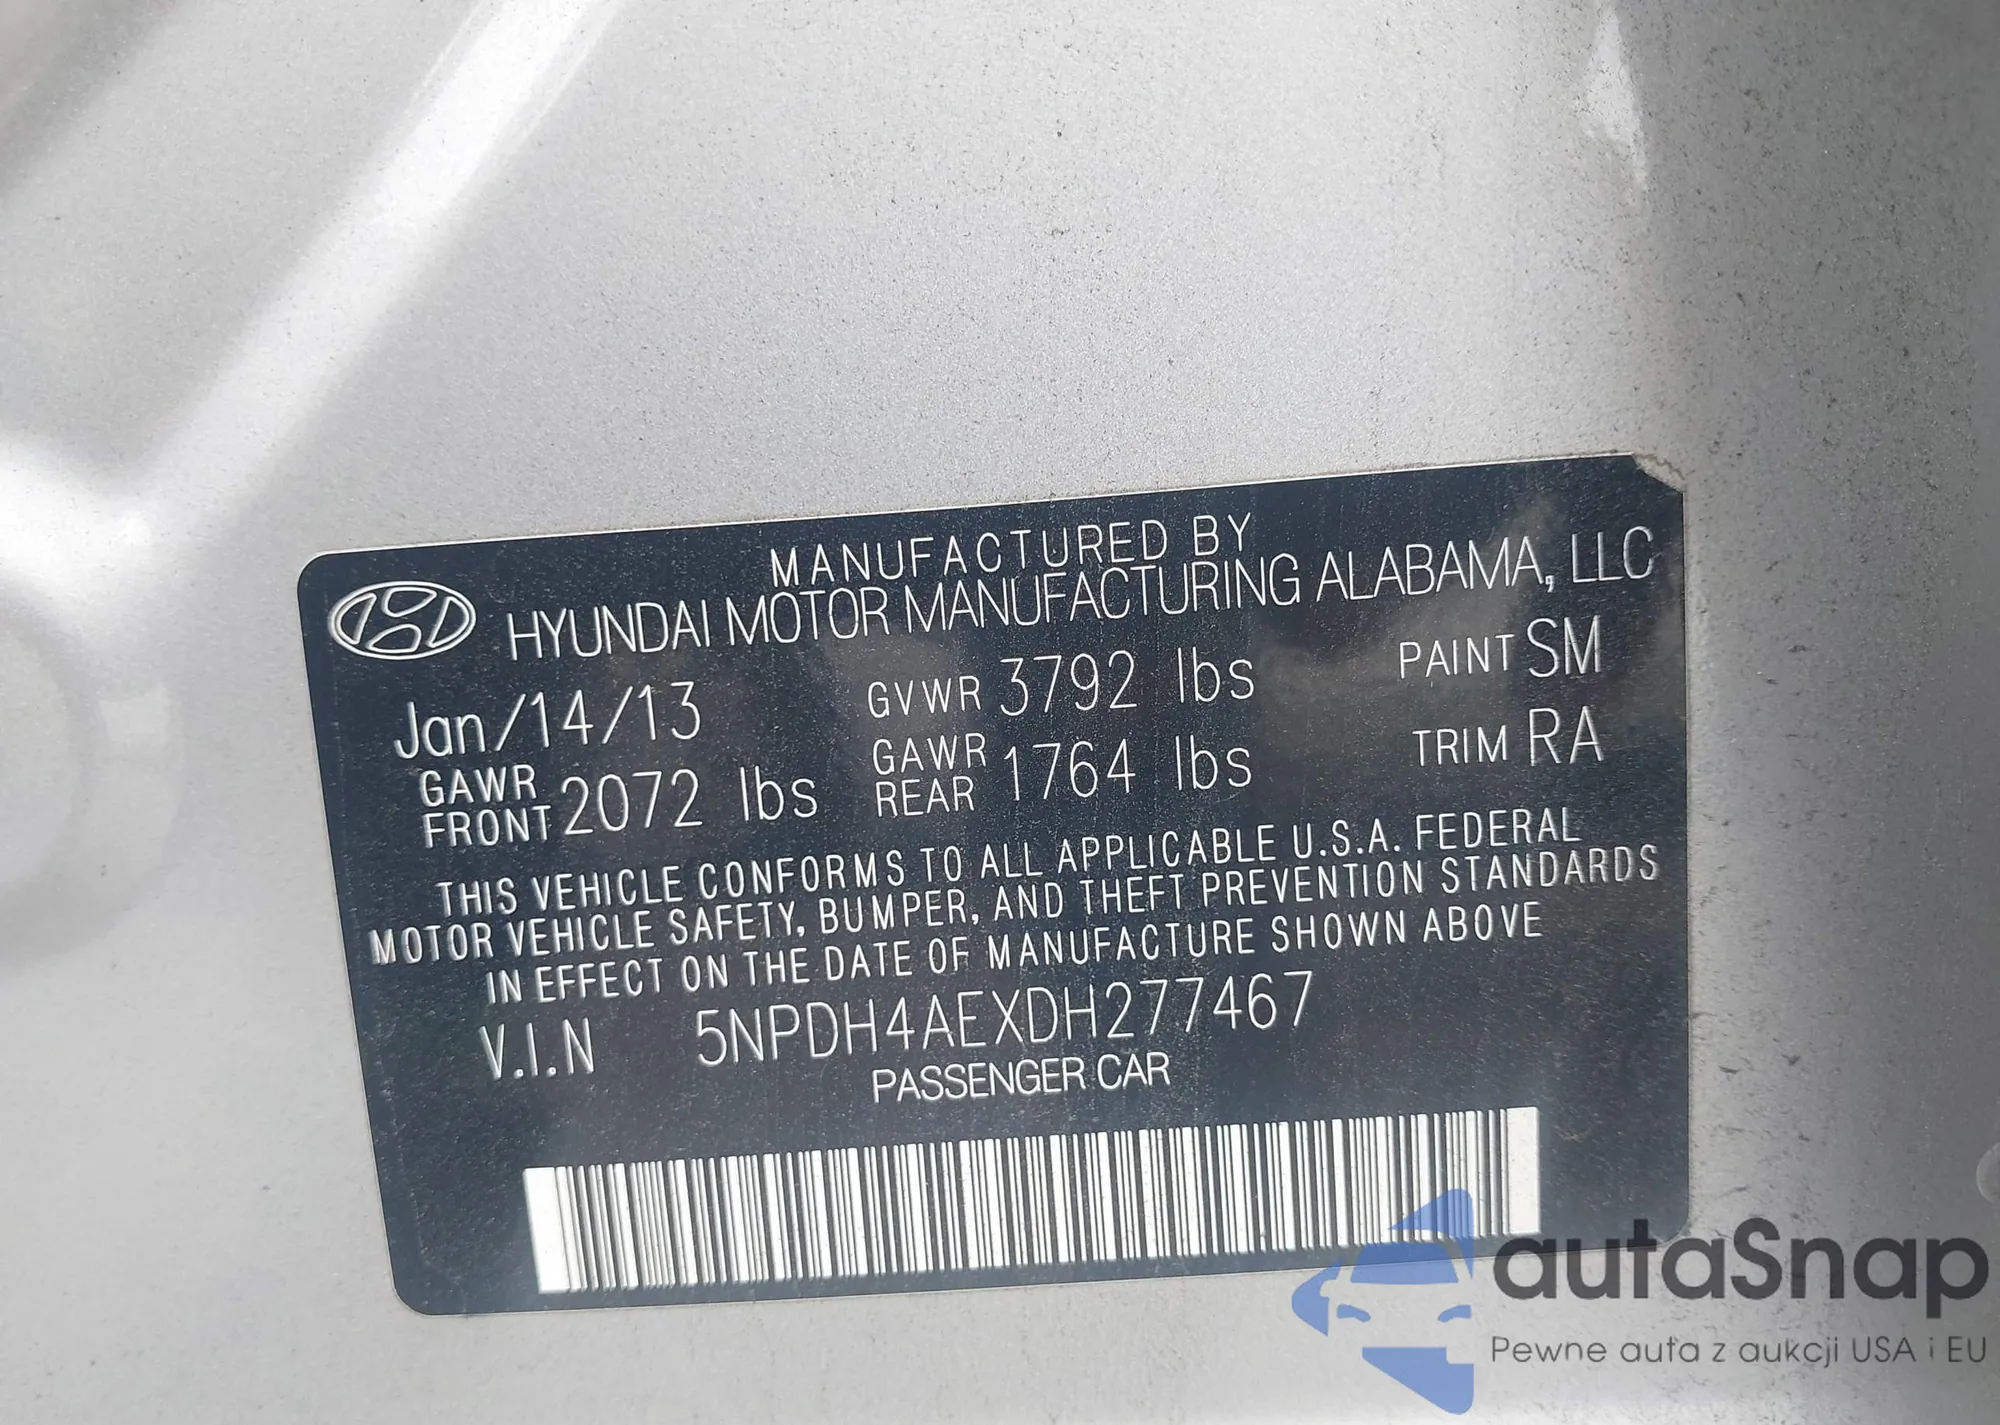 MANUFACTURED BY
HYUNDAI MOTOR MANUFACTURING ALABAMA, LLC
Jan/14/13 GVWR 3792 lbs PAINT SM
GAWR FRONT 2072 lbs GAWR REAR 1764 lbs TRIM RA
THIS VEHICLE CONFORMS TO ALL APPLICABLE U.S.A. FEDERAL
MOTOR VEHICLE SAFETY, BUMPER, AND THEFT PREVENTION STANDARDS
IN EFFECT ON THE DATE OF MANUFACTURE SHOWN ABOVE
V.I.N 5NPDH4AEXDH277467
PASSENGER CAR
autaSnap
Pewne auta z aukcji USA i EU